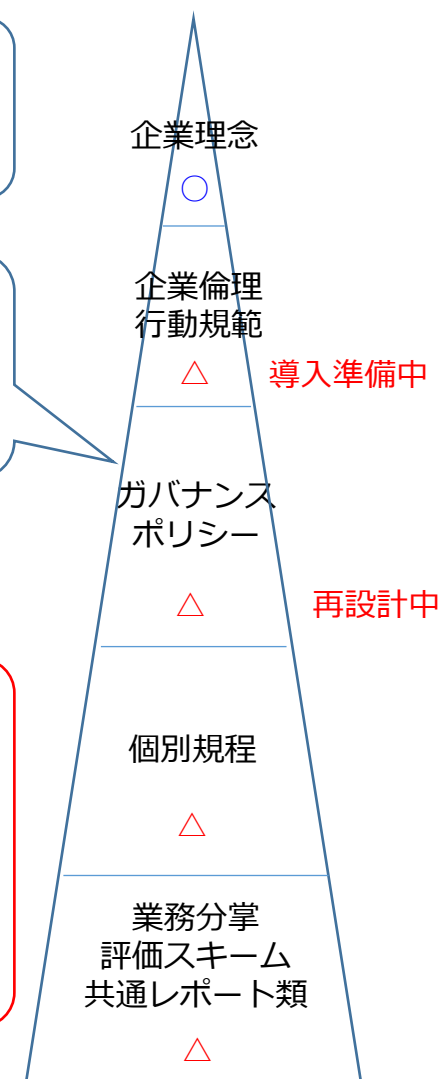 企業理念
○
企業倫理
行動規範
△ 導入準備中
ガバナンス
ポリシー
△ 再設計中
個別規程
△
業務分掌
評価スキーム
共通レポート類
△